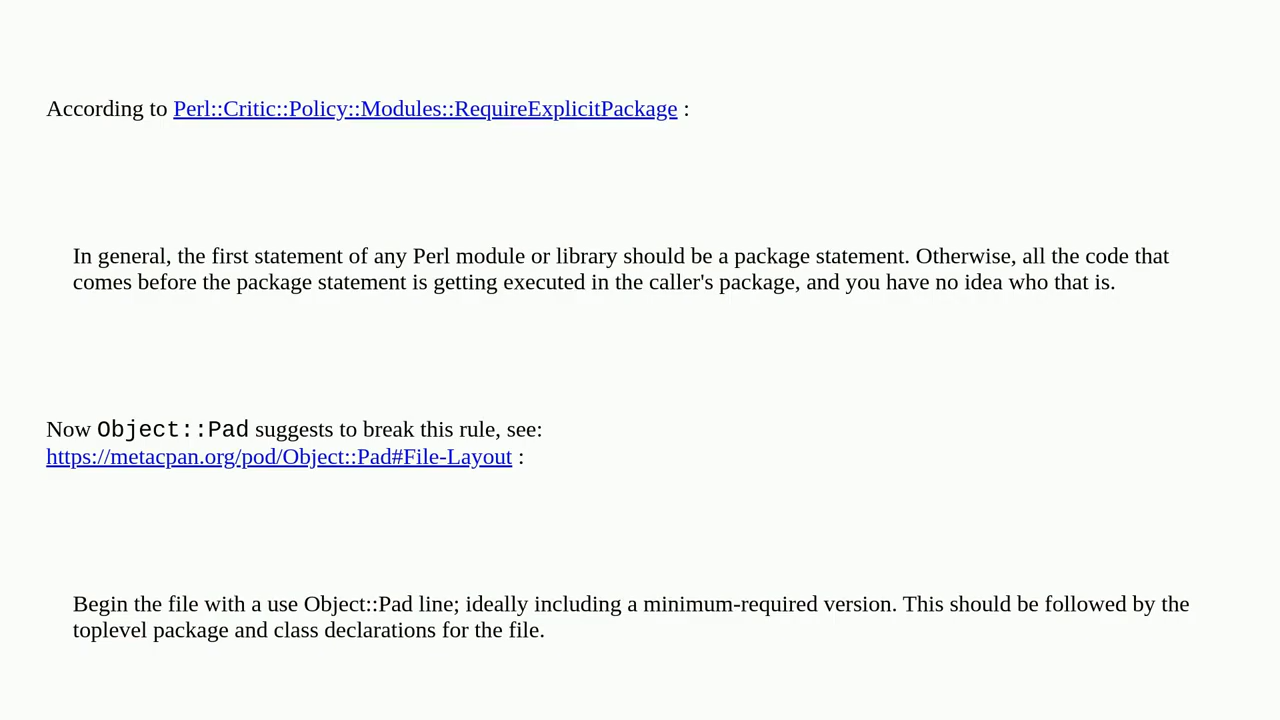 According to Perl::Critic::Policy::Modules::RequireExplicitPackage :
In general, the first statement of any Perl module or library should be a package statement. Otherwise, all the code that
comes before the package statement is getting executed in the caller's package, and you have no idea who that is.
Now Object::Pad suggests to break this rule, see:
https://metacpan.org/pod/Object::Pad#File-Layout :
Begin the file with a use Object::Pad line; ideally including a minimum-required version. This should be followed by the
toplevel package and class declarations for the file.